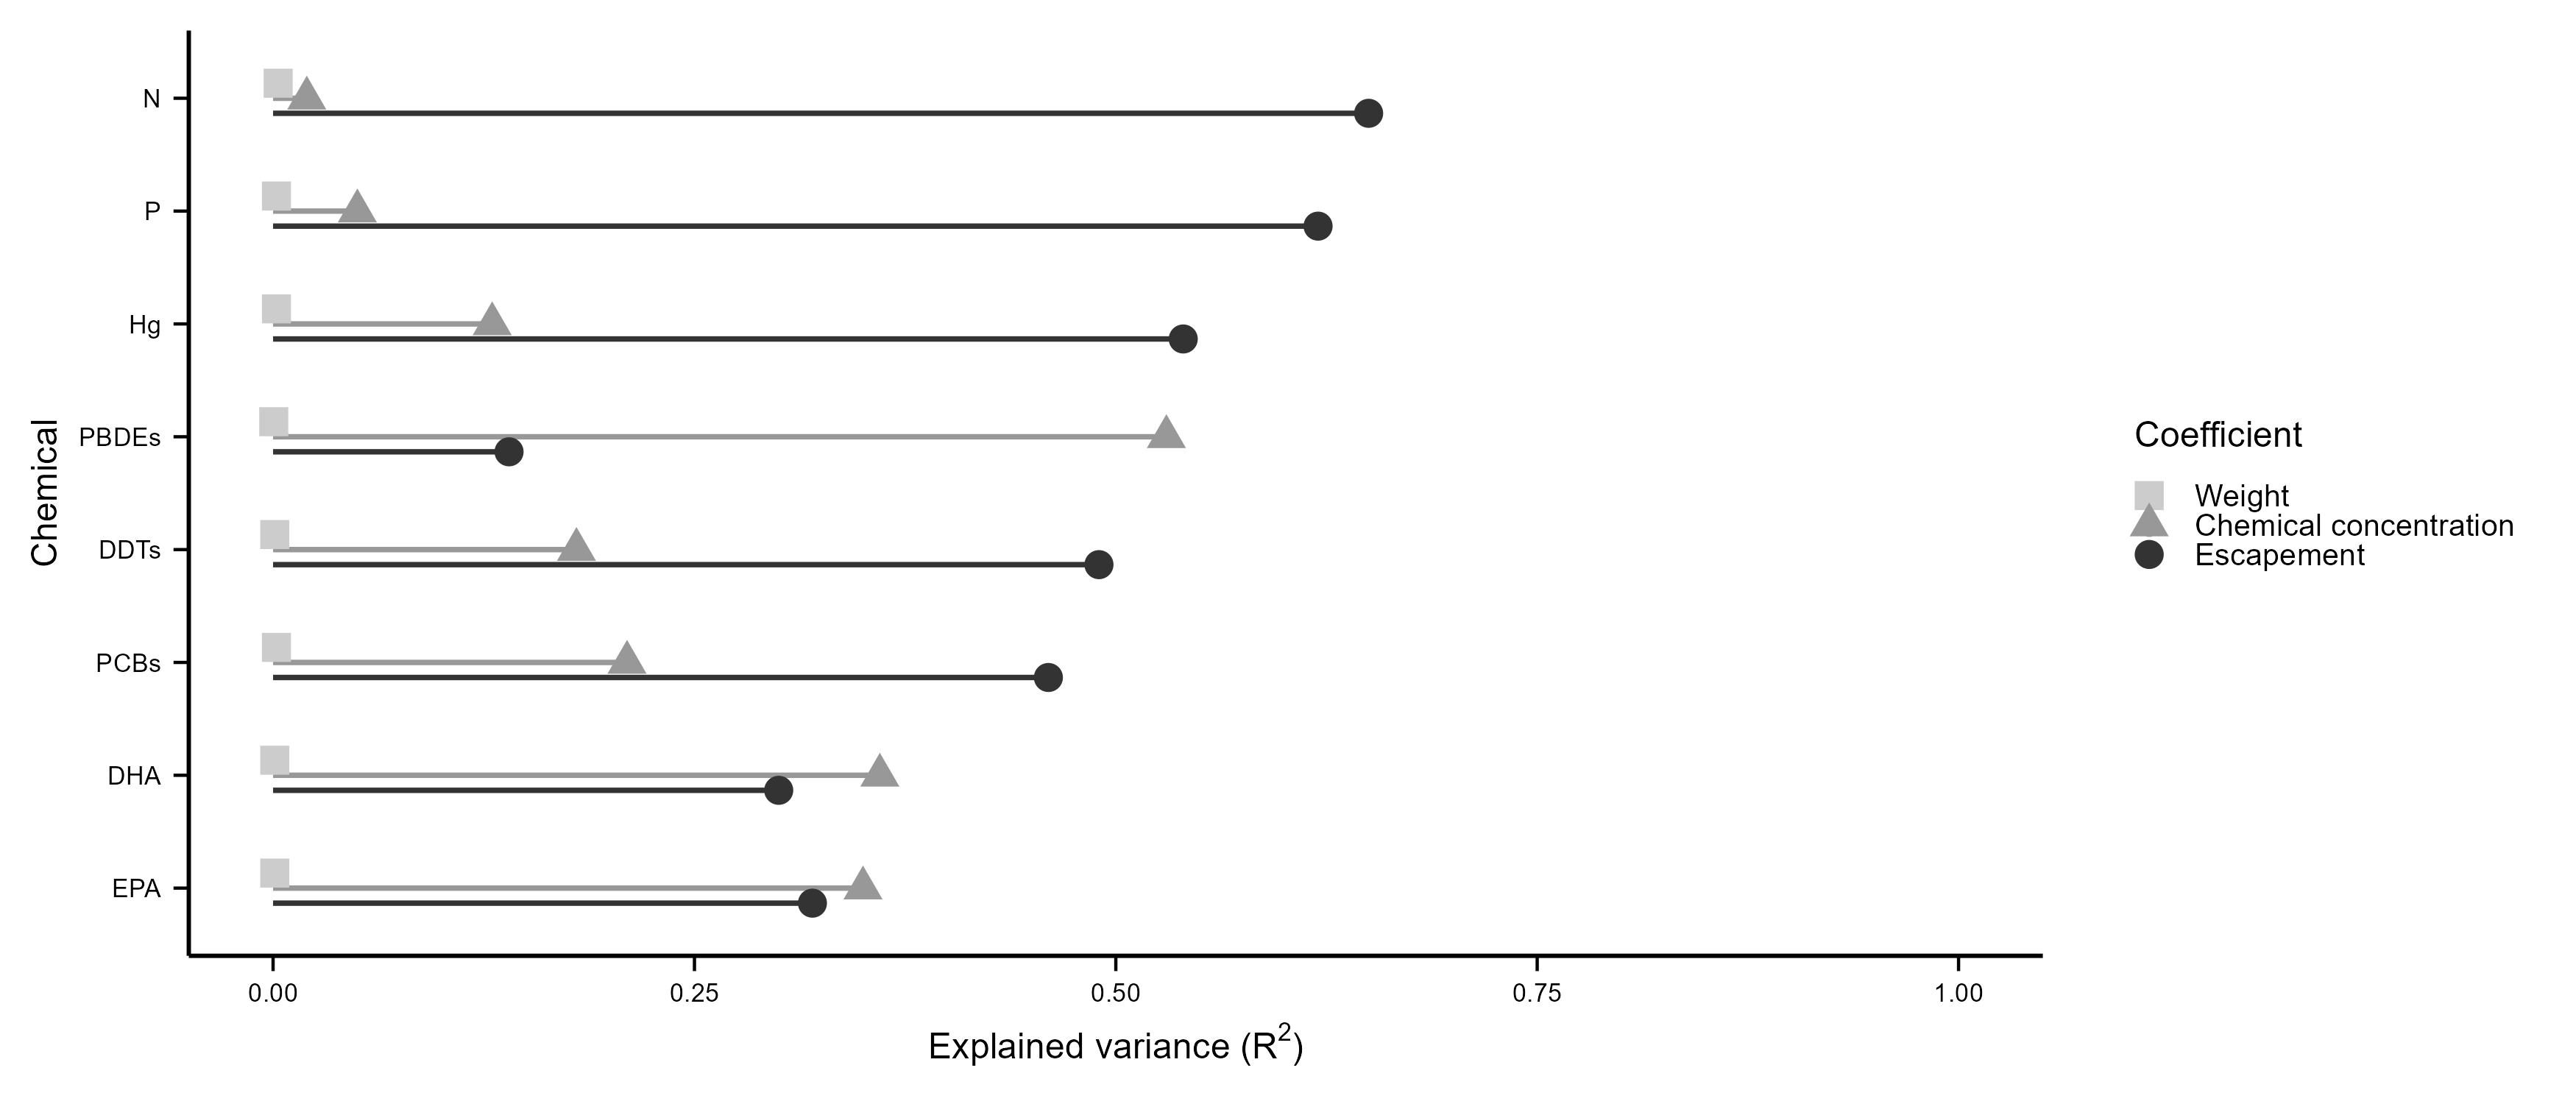 N
P
Hg
PBDEs
DDTs
PCBs
DHA
EPA
Chemical
0.00 0.25 0.50 0.75 1.00
Explained variance (R²)
Coefficient
Weight
Chemical concentration
Escapement